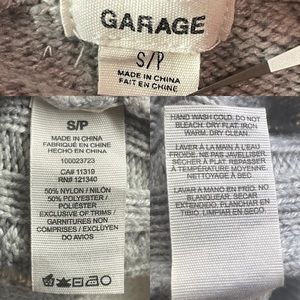 GARAGE
S/P
MADE IN CHINA
FAIT EN CHINE
S/P
MADE IN CHINA
FABRIQUÉ EN CHINE
HECHO EN CHINA
100023723
CA# 11319
RN# 121340
50% NYLON / NILÓN
50% POLYESTER /
POLIÉSTER
EXCLUSIVE OF TRIMS /
GARNITURES NON
COMPRISES / EXCLUY
DO AVIOS
HAND WASH COLD. DO NOT
BLEACH. DRY FLAT. IRON
WARM. DRY CLEAN.
LAVER À LA MAIN À L'EAU
FROIDE. NE PAS JAVELLISER.
SÉCHER À PLAT. REPASSER
À TEMPÉRATURE MOYENNE.
NETTOYAGE À SEC.
LAVAR A MANO EN FRÍO. NO
BLANQUEAR. SECAR
EXTENDIDO. PLANCHAR EN
TIBIO. LIMPIO EN SECO.